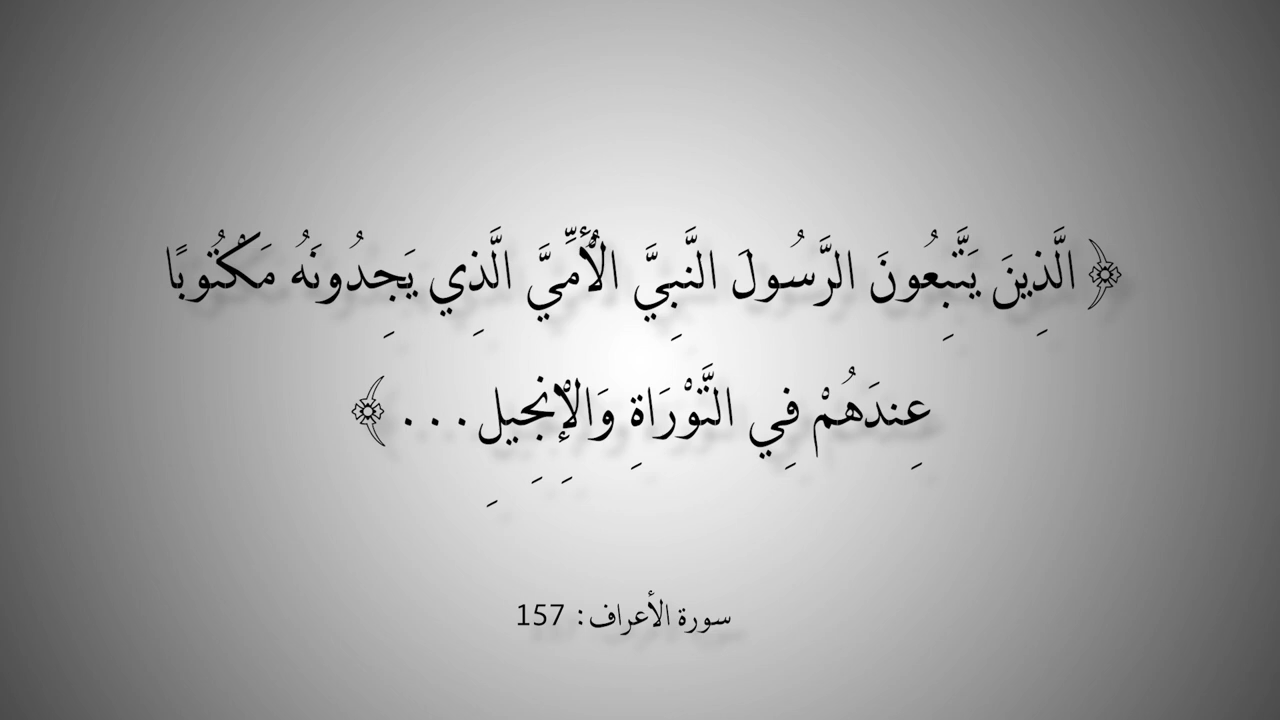 ﴿ الَّذِينَ يَتَّبِعُونَ الرَّسُولَ النَّبِيَّ الْأُمِّيَّ الَّذِي يَجِدُونَهُ مَكْتُوبًا
عِندَهُمْ فِي التَّوْرَاةِ وَالْإِنجِيلِ... ﴾
سورة الأعراف: 157